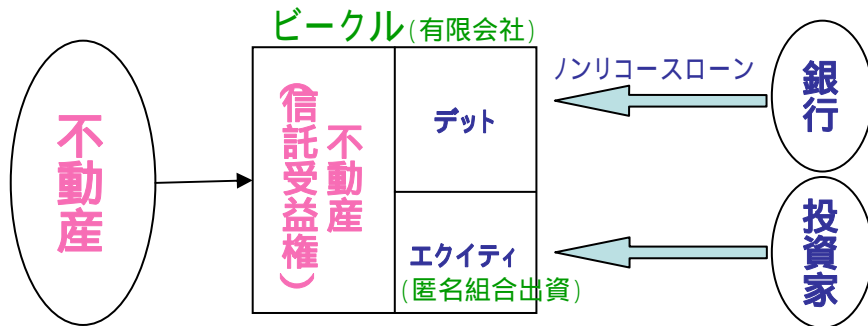 ビークル(有限会社)
不動産
不動産
(信託受益権)
デット
エクイティ
(匿名組合出資)
ノンリコースローン
銀行
投資家